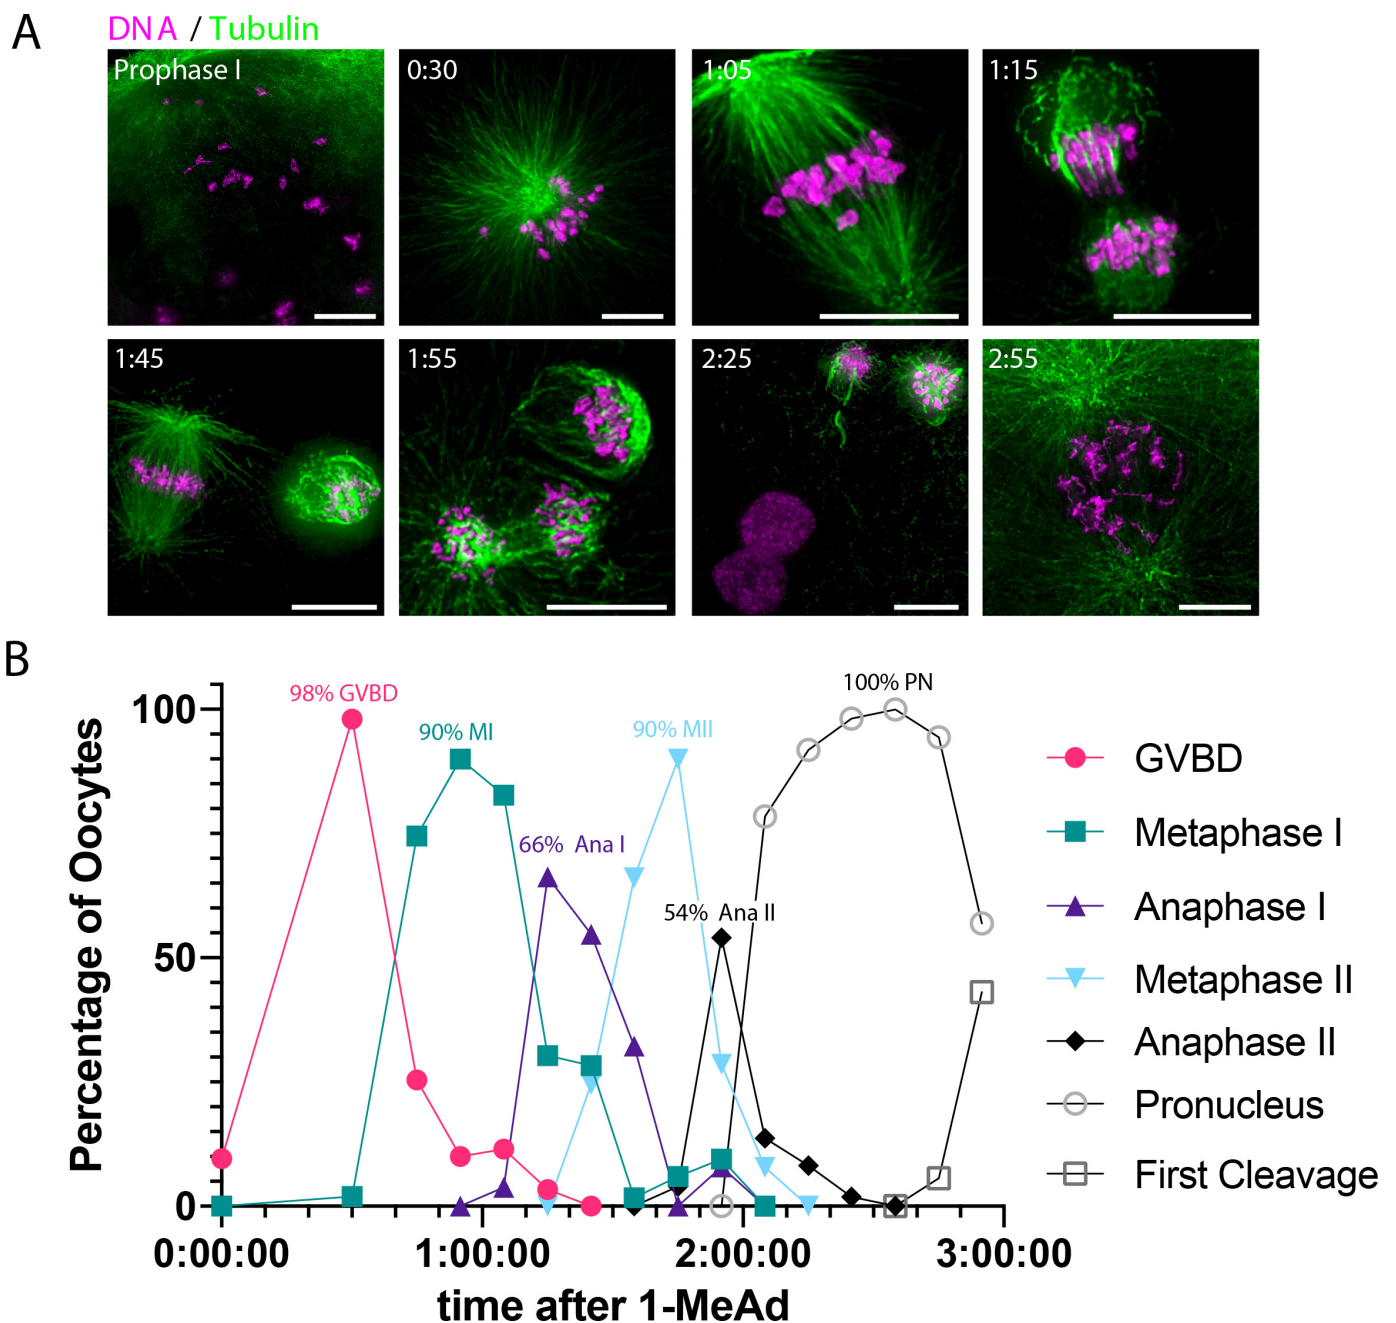 A
DNA / Tubulin
Prophase I
0:30
1:05
1:15
1:45
1:55
2:25
2:55
B
98% GVBD
90% MI
66% Ana I
90% MII
54% Ana II
100% PN
Percentage of Oocytes
100
50
0
0:00:00
1:00:00
2:00:00
3:00:00
time after 1-MeAd
GVBD
Metaphase I
Anaphase I
Metaphase II
Anaphase II
Pronucleus
First Cleavage